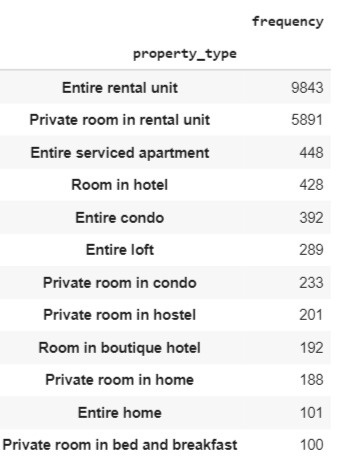 frequency
property_type
Entire rental unit 9843
Private room in rental unit 5891
Entire serviced apartment 448
Room in hotel 428
Entire condo 392
Entire loft 289
Private room in condo 233
Private room in hostel 201
Room in boutique hotel 192
Private room in home 188
Entire home 101
Private room in bed and breakfast 100